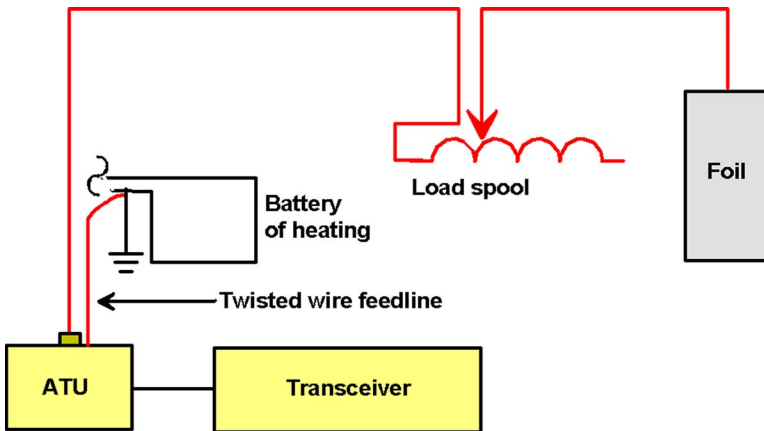 Load spool
Foil
Battery
of heating
Twisted wire feedline
ATU
Transceiver